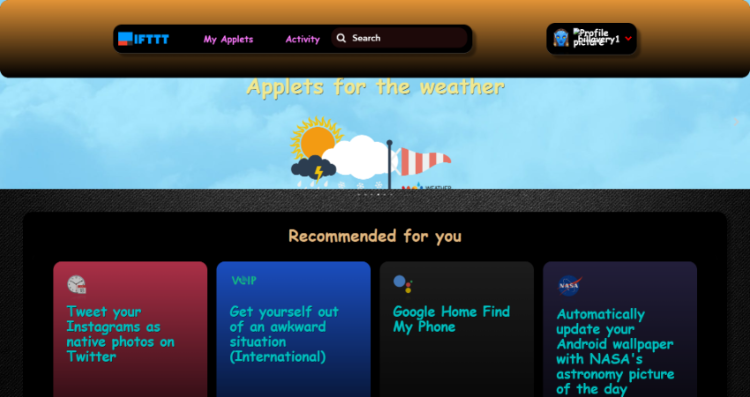 IFTTT
My Applets
Activity
Search
Profile
picture
billavery1
Applets for the weather
WEATHER
Recommended for you
Tweet your
Instagrams as
native photos on
Twitter
VOIP
Get yourself out
of an awkward
situation
(International)
Google Home Find
My Phone
NASA
Automatically
update your
Android wallpaper
with NASA's
astronomy picture
of the day